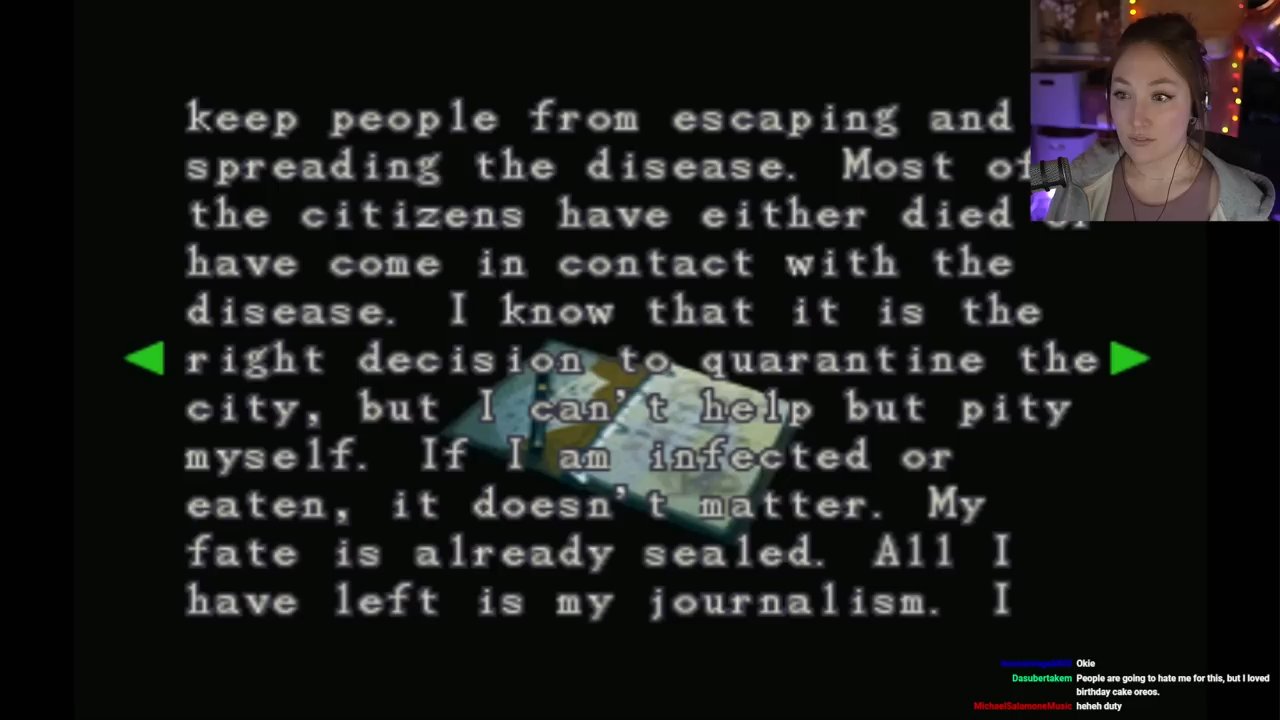 keep people from escaping and
spreading the disease. Most of
the citizens have either died or
have come in contact with the
disease. I know that it is the
right decision to quarantine the
city, but I can't help but pity
myself. If I am infected or
eaten, it doesn't matter. My
fate is already sealed. All I
have left is my journalism. I
Okie
Dasubertakem People are going to hate me for this, but I loved
birthday cake oreos.
MichaelSalamoneMusic heheh duty